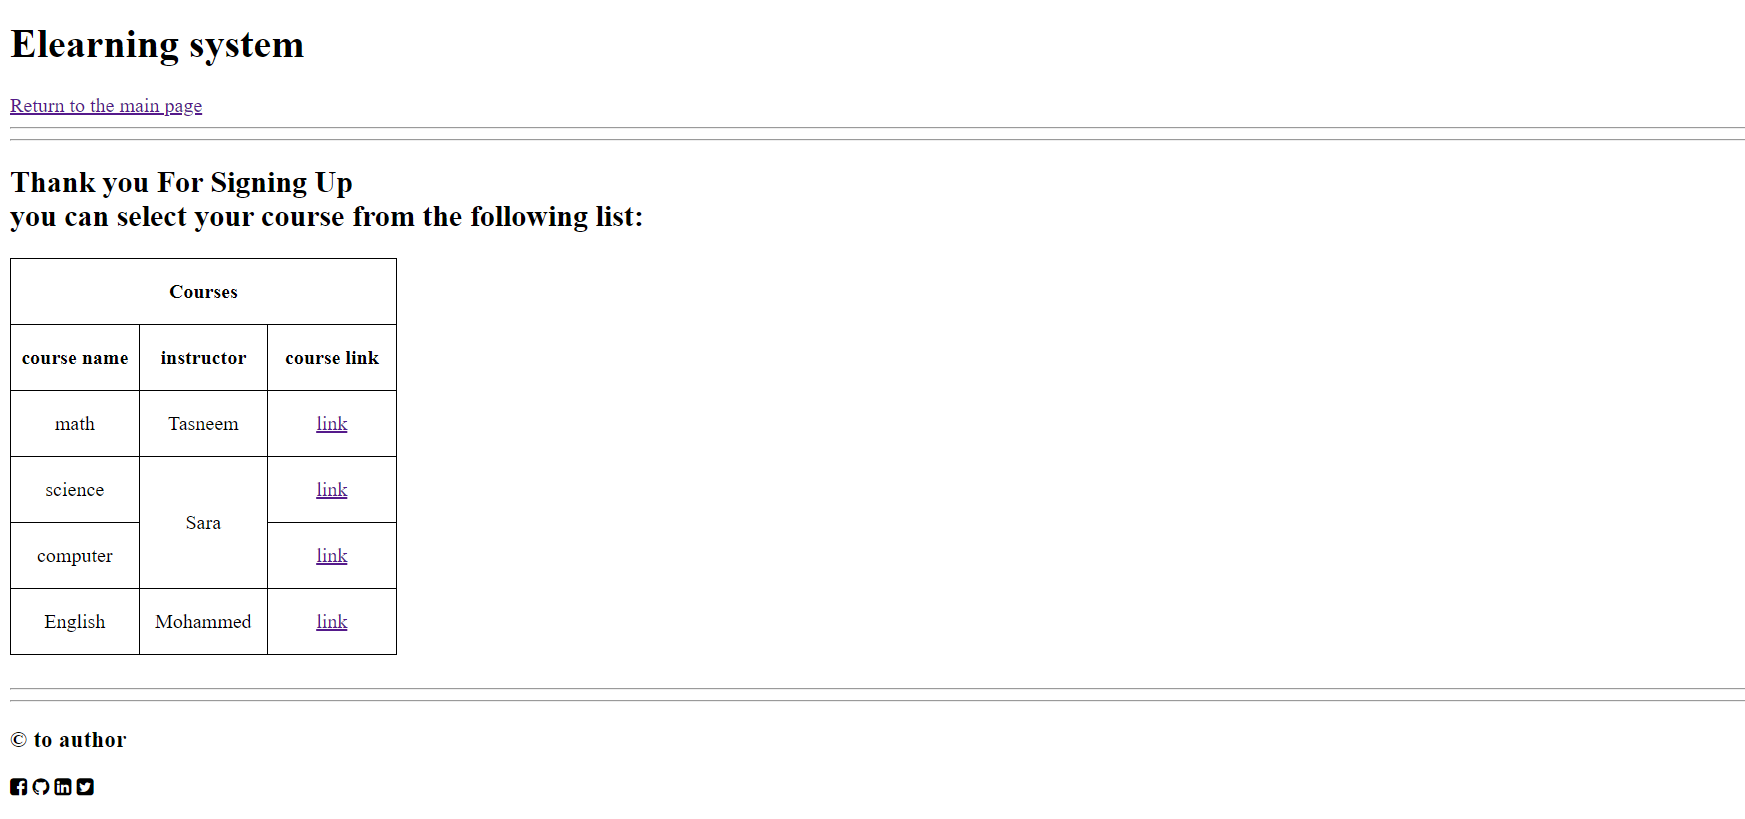 Elearning system
Return to the main page
Thank you For Signing Up
you can select your course from the following list:
Courses
course name instructor course link
math Tasneem link
science link
Sara
computer link
English Mohammed link
© to author